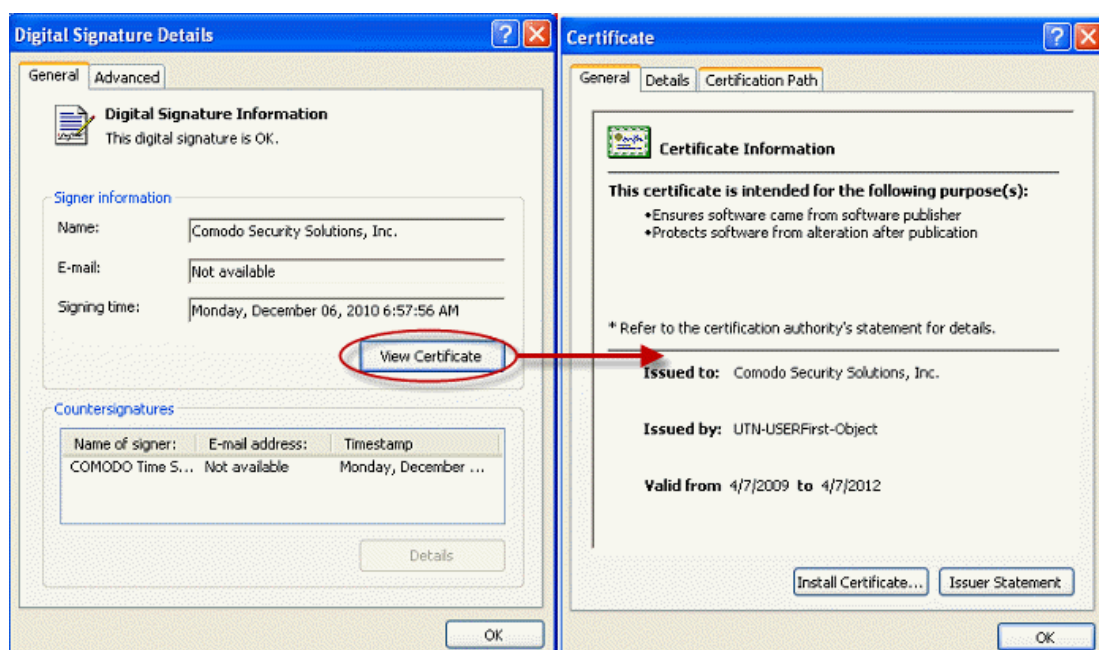 Digital Signature Details
General
Advanced
Digital Signature Information
This digital signature is OK.
Signer information
Name:
Comodo Security Solutions, Inc.
E-mail:
Not available
Signing time:
Monday, December 06, 2010 6:57:56 AM
View Certificate
Countersignatures
Name of signer: E-mail address: Timestamp
COMODO Time S... Not available Monday, December ...
Details
OK
Certificate
General
Details
Certification Path
Certificate Information
This certificate is intended for the following purpose(s):
•Ensures software came from software publisher
•Protects software from alteration after publication
* Refer to the certification authority's statement for details.
Issued to: Comodo Security Solutions, Inc.
Issued by: UTN-USERFirst-Object
Valid from 4/7/2009 to 4/7/2012
Install Certificate...
Issuer Statement
OK